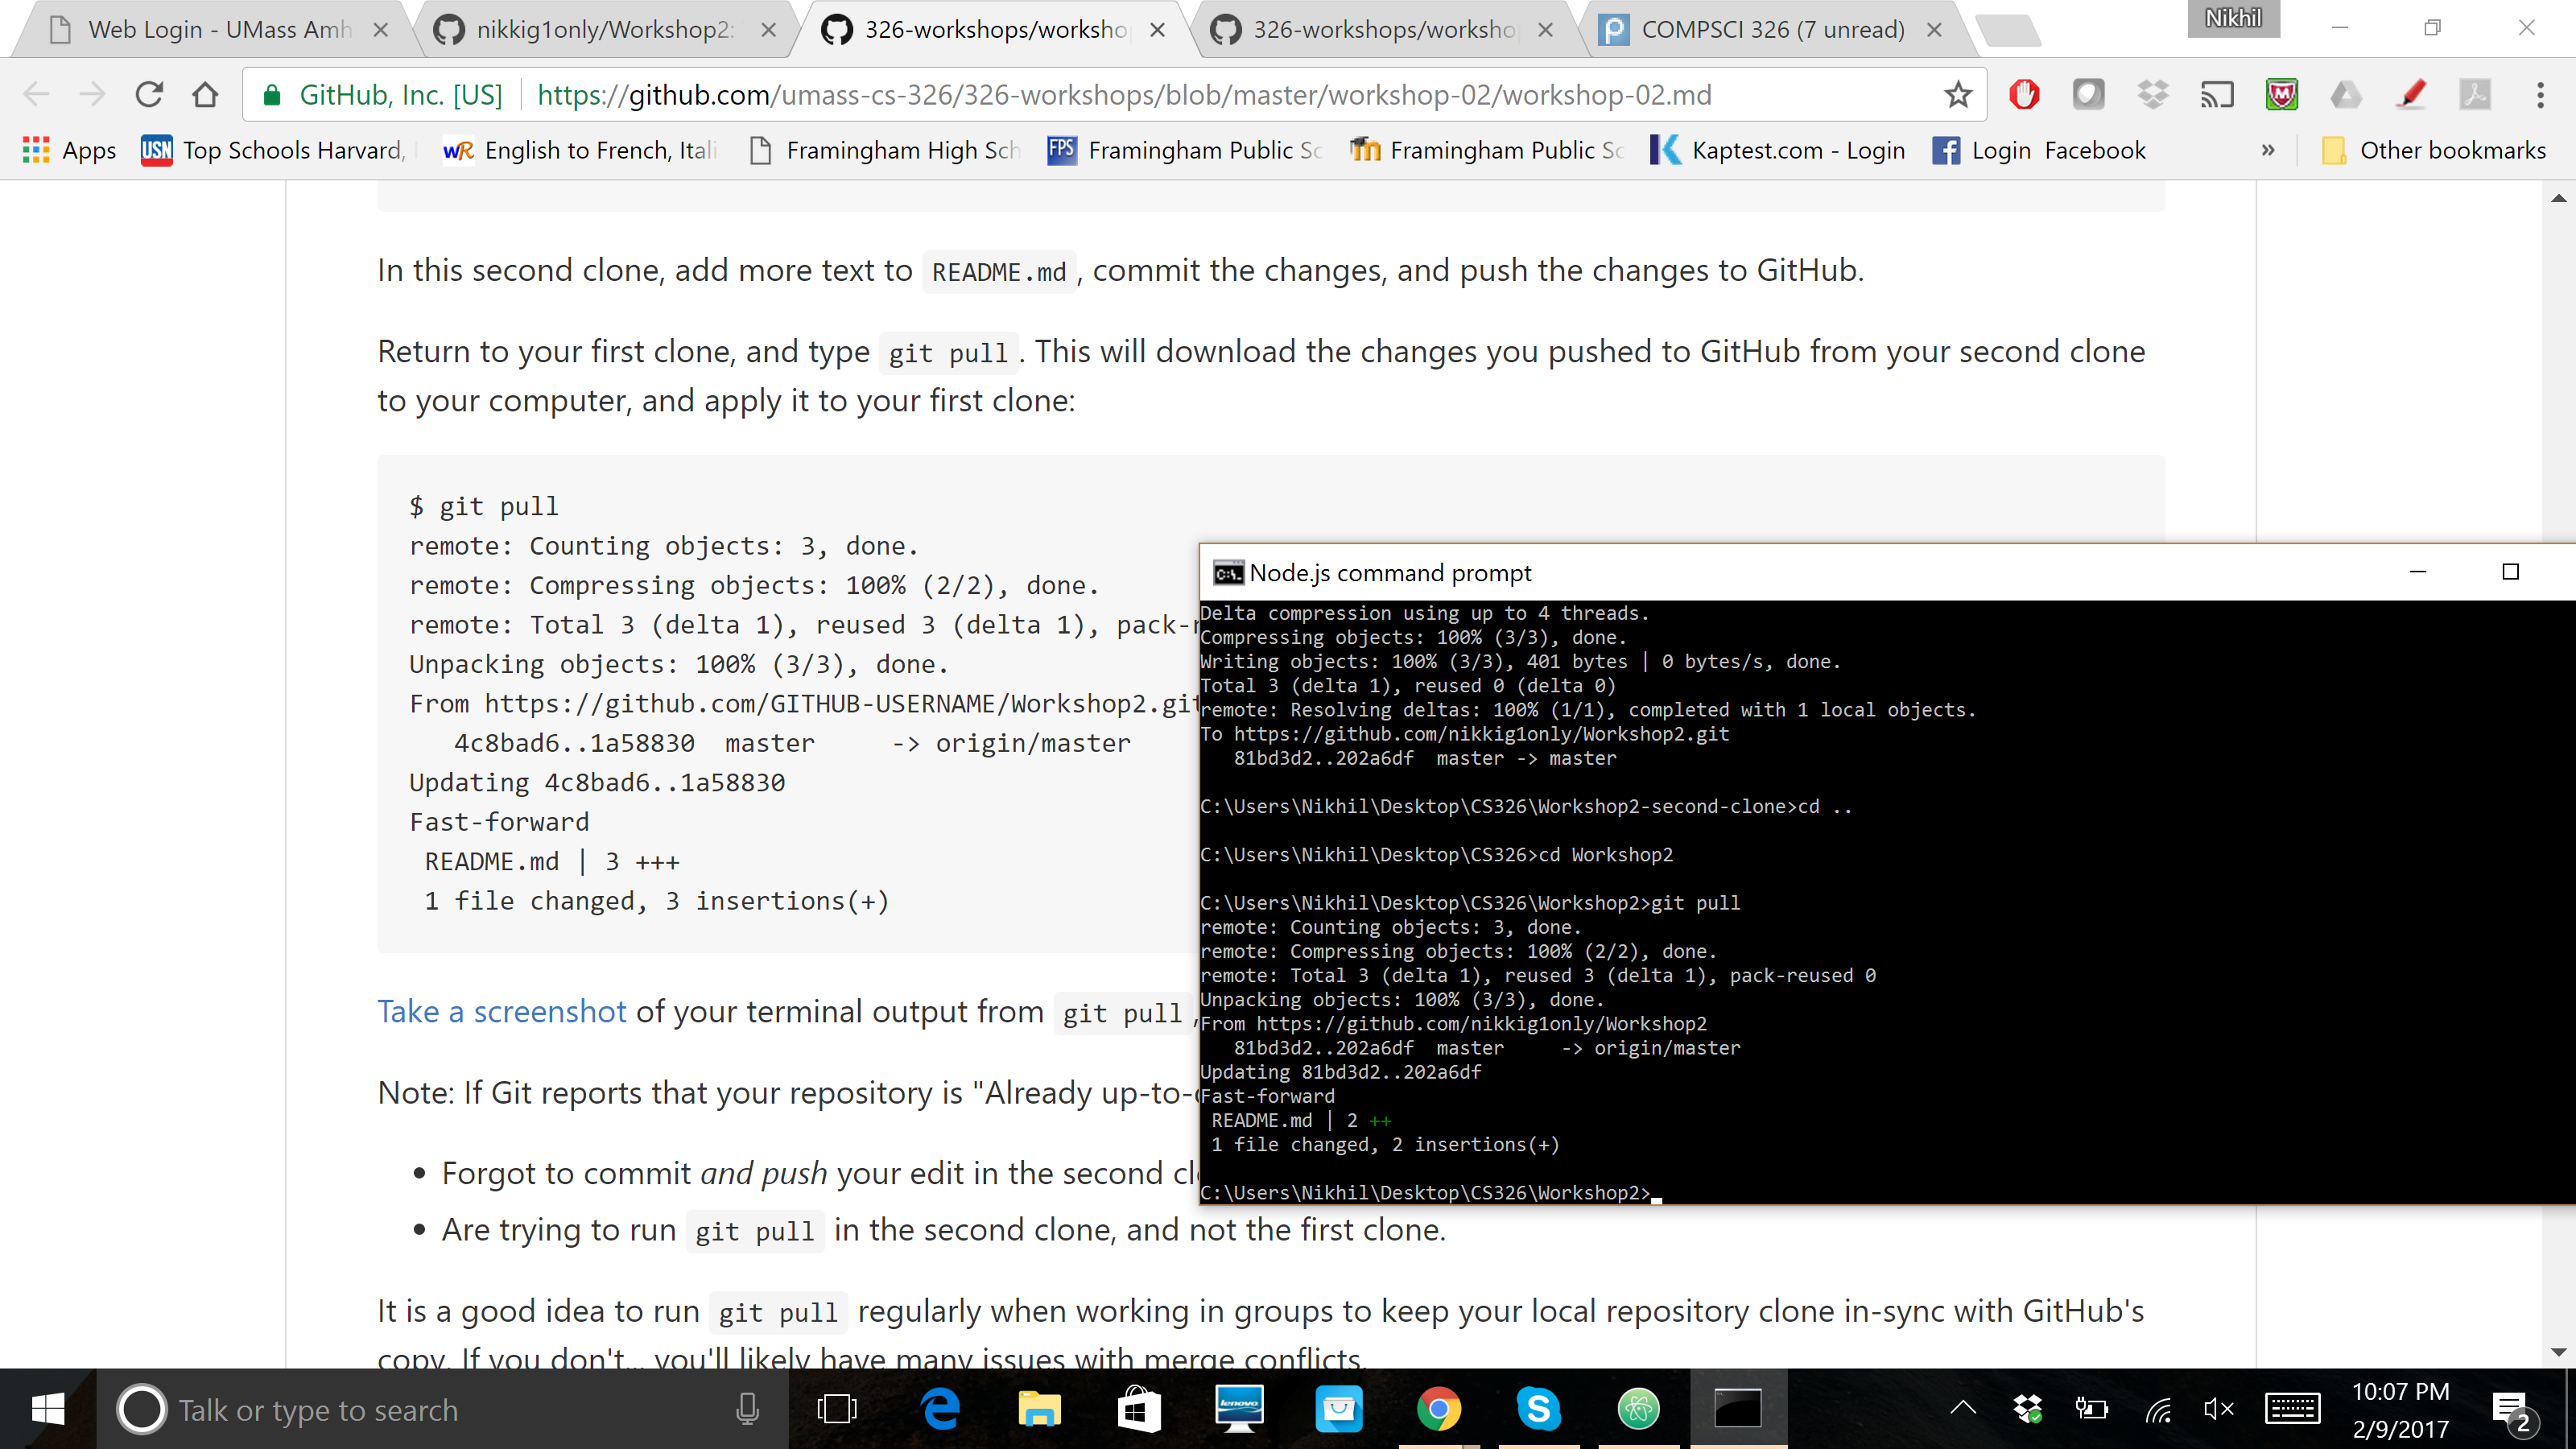 Web Login - UMass Amh
nikkig1only/Workshop2:
326-workshops/worksho
326-workshops/worksho
COMPSCI 326 (7 unread)
Nikhil
GitHub, Inc. [US]
https://github.com/umass-cs-326/326-workshops/blob/master/workshop-02/workshop-02.md
Apps
USN Top Schools Harvard,
wR English to French, Itali
Framingham High Sch
FPS Framingham Public Sc
Framingham Public Sc
Kaptest.com - Login
Login Facebook
»
Other bookmarks
In this second clone, add more text to README.md, commit the changes, and push the changes to GitHub.
Return to your first clone, and type git pull. This will download the changes you pushed to GitHub from your second clone
to your computer, and apply it to your first clone:
$ git pull
remote: Counting objects: 3, done.
remote: Compressing objects: 100% (2/2), done.
remote: Total 3 (delta 1), reused 3 (delta 1), pack-r
Unpacking objects: 100% (3/3), done.
From https://github.com/GITHUB-USERNAME/Workshop2.git
4c8bad6..1a58830 master -> origin/master
Updating 4c8bad6..1a58830
Fast-forward
README.md | 3 +++
1 file changed, 3 insertions(+)
Take a screenshot of your terminal output from git pull,
Note: If Git reports that your repository is "Already up-to-d
• Forgot to commit and push your edit in the second cl
• Are trying to run git pull in the second clone, and not the first clone.
It is a good idea to run git pull regularly when working in groups to keep your local repository clone in-sync with GitHub's
copy. If you don't... you'll likely have many issues with merge conflicts.
Node.js command prompt
Delta compression using up to 4 threads.
Compressing objects: 100% (3/3), done.
Writing objects: 100% (3/3), 401 bytes | 0 bytes/s, done.
Total 3 (delta 1), reused 0 (delta 0)
remote: Resolving deltas: 100% (1/1), completed with 1 local objects.
To https://github.com/nikkig1only/Workshop2.git
81bd3d2..202a6df master -> master
C:\Users\Nikhil\Desktop\CS326\Workshop2-second-clone>cd ..
C:\Users\Nikhil\Desktop\CS326>cd Workshop2
C:\Users\Nikhil\Desktop\CS326\Workshop2>git pull
remote: Counting objects: 3, done.
remote: Compressing objects: 100% (2/2), done.
remote: Total 3 (delta 1), reused 3 (delta 1), pack-reused 0
Unpacking objects: 100% (3/3), done.
From https://github.com/nikkig1only/Workshop2
81bd3d2..202a6df master -> origin/master
Updating 81bd3d2..202a6df
Fast-forward
README.md | 2 ++
1 file changed, 2 insertions(+)
C:\Users\Nikhil\Desktop\CS326\Workshop2>
Talk or type to search
lenovo
10:07 PM
2/9/2017
2